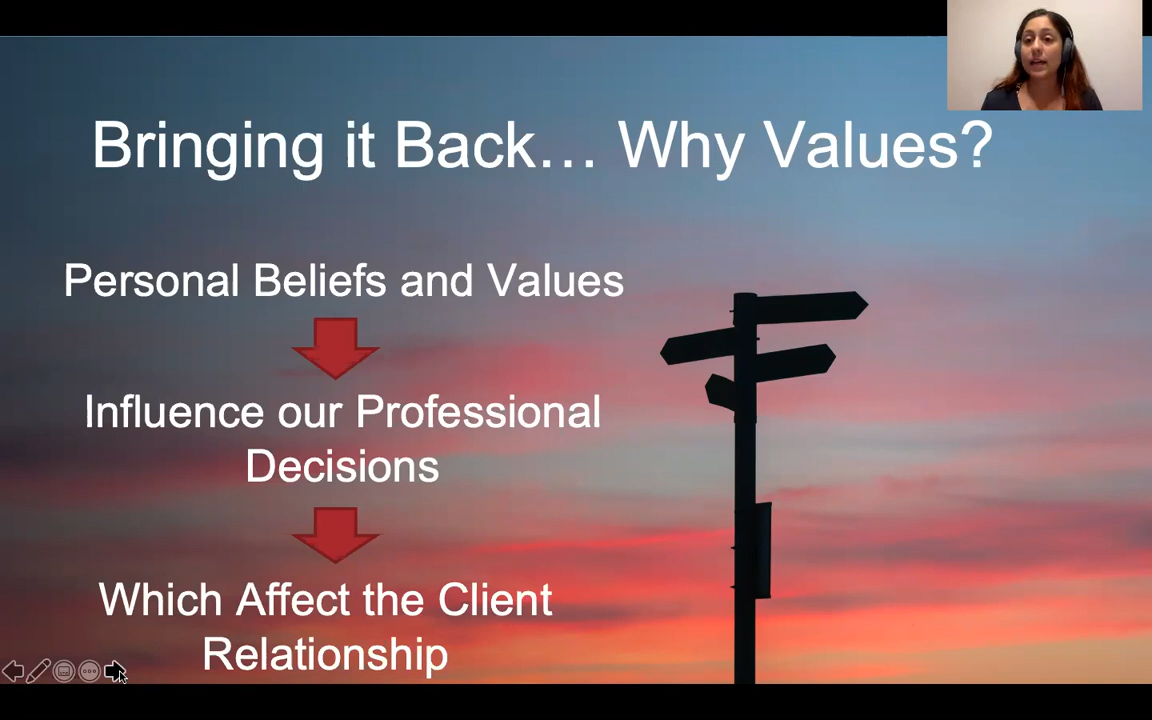 Bringing it Back... Why Values?
Personal Beliefs and Values
Influence our Professional
Decisions
Which Affect the Client
Relationship